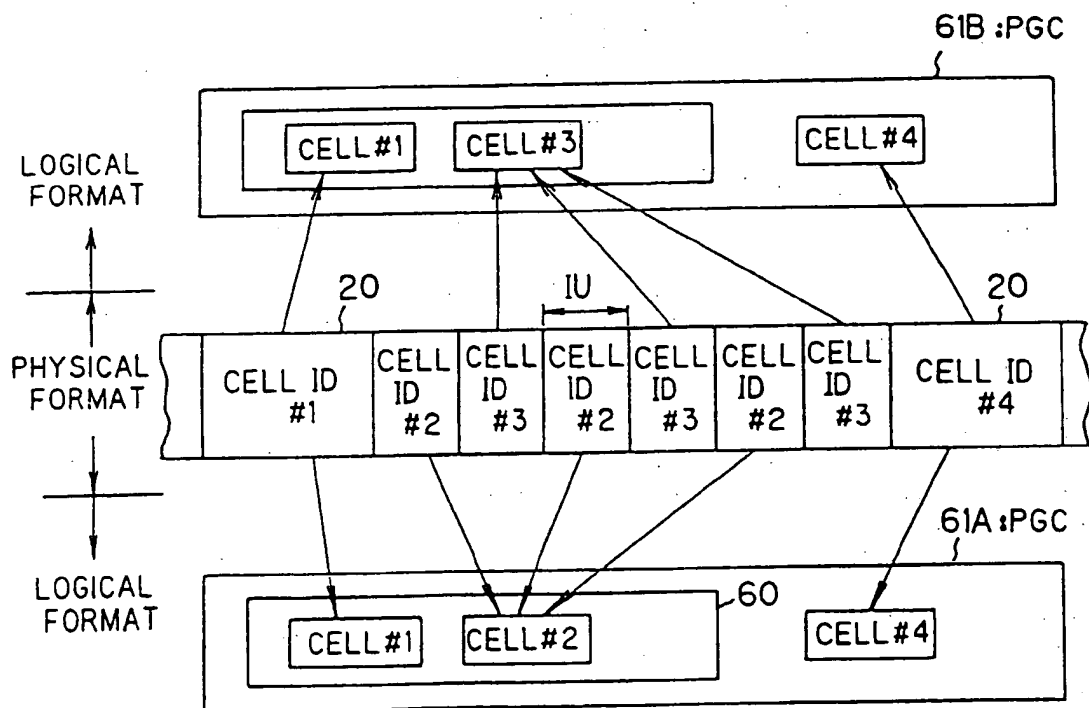 61B :PGC
CELL#1
CELL#3
CELL#4
LOGICAL
FORMAT
20
IU
20
PHYSICAL
FORMAT
CELL ID
#1
CELL
ID
#2
CELL
ID
#3
CELL
ID
#2
CELL
ID
#3
CELL
ID
#2
CELL
ID
#3
CELL ID
#4
61A :PGC
LOGICAL
FORMAT
60
CELL#1
CELL#2
CELL#4